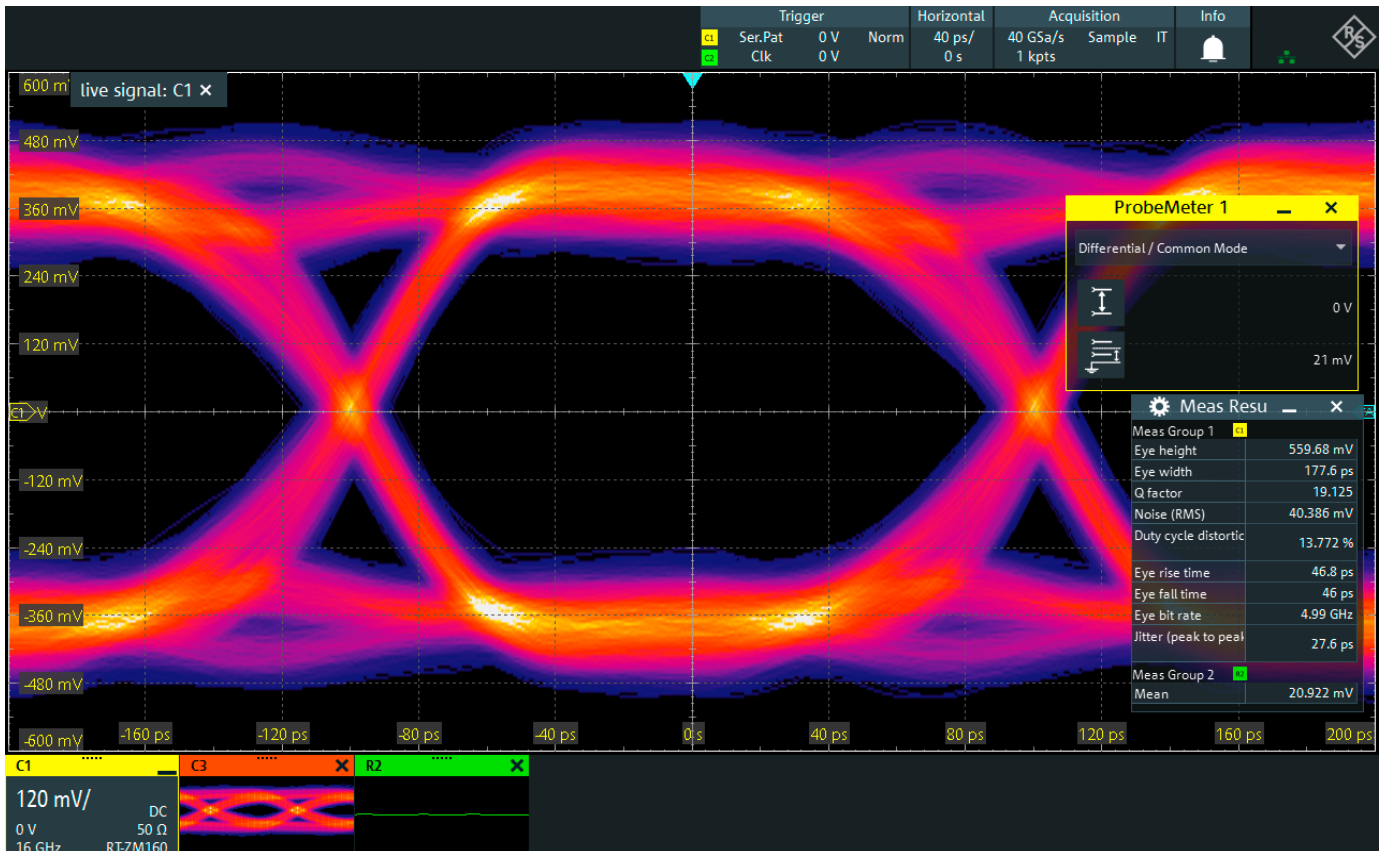 Trigger
Horizontal
Acquisition
Info
C1 Ser.Pat 0 V Norm 40 ps/ 40 GSa/s Sample IT
C2 Clk 0 V 0 s 1 kpts
R&S
live signal: C1 ×
600 m
480 mV
360 mV
240 mV
120 mV
C1 V
-120 mV
-240 mV
-360 mV
-480 mV
-600 mV
-160 ps -120 ps -80 ps -40 ps 0 s 40 ps 80 ps 120 ps 160 ps 200 ps
ProbeMeter 1
Differential / Common Mode
0 V
21 mV
TA
Meas Resu
Meas Group 1 C1
Eye height 559.68 mV
Eye width 177.6 ps
Q factor 19.125
Noise (RMS) 40.386 mV
Duty cycle distortic 13.772 %
Eye rise time 46.8 ps
Eye fall time 46 ps
Eye bit rate 4.99 GHz
Jitter (peak to peak 27.6 ps
Meas Group 2 R2
Mean 20.922 mV
C1
120 mV/
DC
0 V 50 Ω
16 GHz RT-ZM160
C3
R2